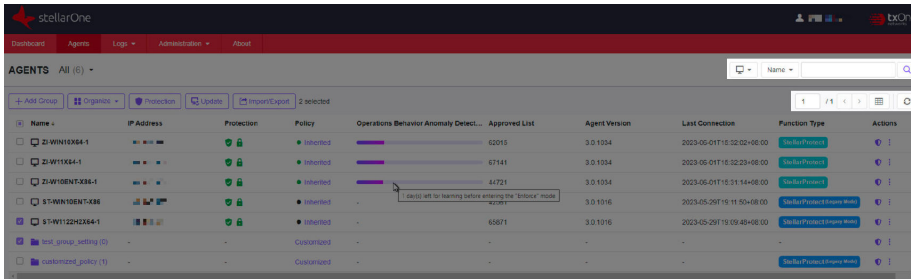 stellarOne
txOn
networks
Dashboard Agents Logs Administration About
AGENTS All (6)
Name
+ Add Group Organize Protection Update Import/Export 2 selected
1 / 1
Name IP Address Protection Policy Operations Behavior Anomaly Detect... Approved List Agent Version Last Connection Function Type Actions
ZI-WIN10X64-1 Inherited 62013 3.0.1034 2023-06-01T15:32:02+08:00 StellarProtect
ZI-W11X64-1 Inherited 67141 3.0.1034 2023-06-01T15:32:23+08:00 StellarProtect
ZI-W10ENT-X86-1 Inherited 44721 3.0.1034 2023-06-01T15:31:14+08:00 StellarProtect
1 day(s) left for learning before entering the "Enforce" mode
ST-WIN10ENT-X86 Inherited - 3.0.1016 2023-05-29T19:11:50+08:00 StellarProtect (Legacy Mode)
ST-W1122H2X64-1 Inherited - 65871 3.0.1016 2023-05-29T19:09:48+08:00 StellarProtect (Legacy Mode)
test_group_setting (0) - Customized - - - - -
customized_policy (1) - Customized - - - - StellarProtect (Legacy Mode)